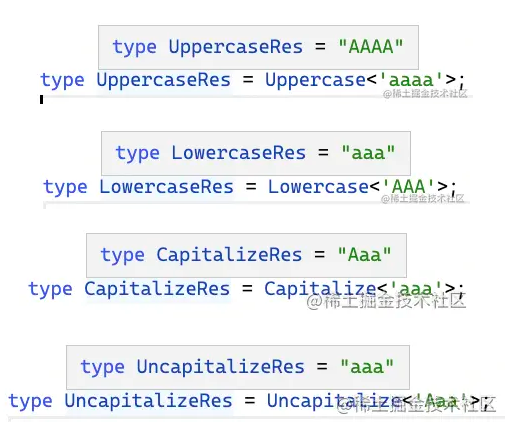 type UppercaseRes = "AAAA"
type UppercaseRes = Uppercase<'aaaa'>;
@稀土掘金技术社区
type LowercaseRes = "aaa"
type LowercaseRes = Lowercase<'AAA'>;
@稀土掘金技术社区
type CapitalizeRes = "Aaa"
type CapitalizeRes = Capitalize<'aaa'>;
@稀土掘金技术社区
type UncapitalizeRes = "aaa"
type UncapitalizeRes = Uncapitalize<'Aaa'>;
@稀土掘金技术社区